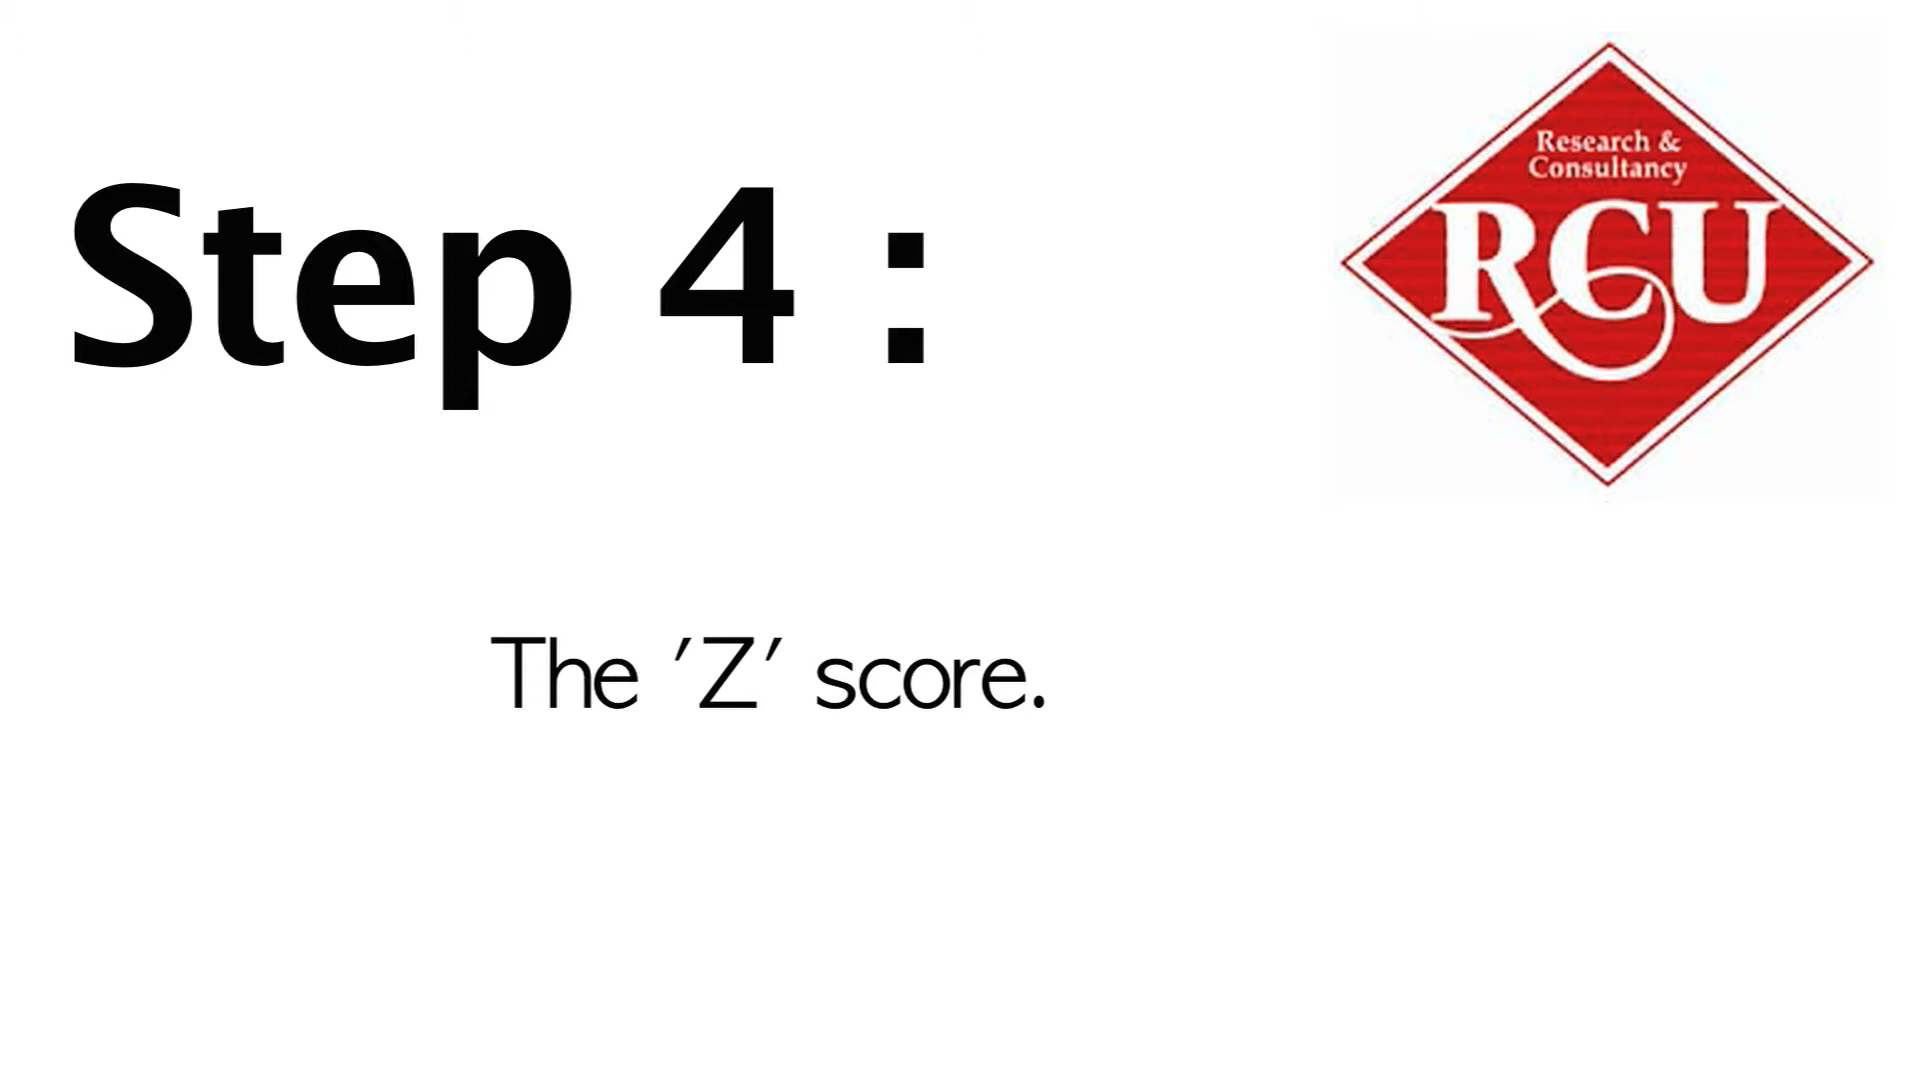 Step 4 :
Research &
Consultancy
RCU
The 'Z' score.